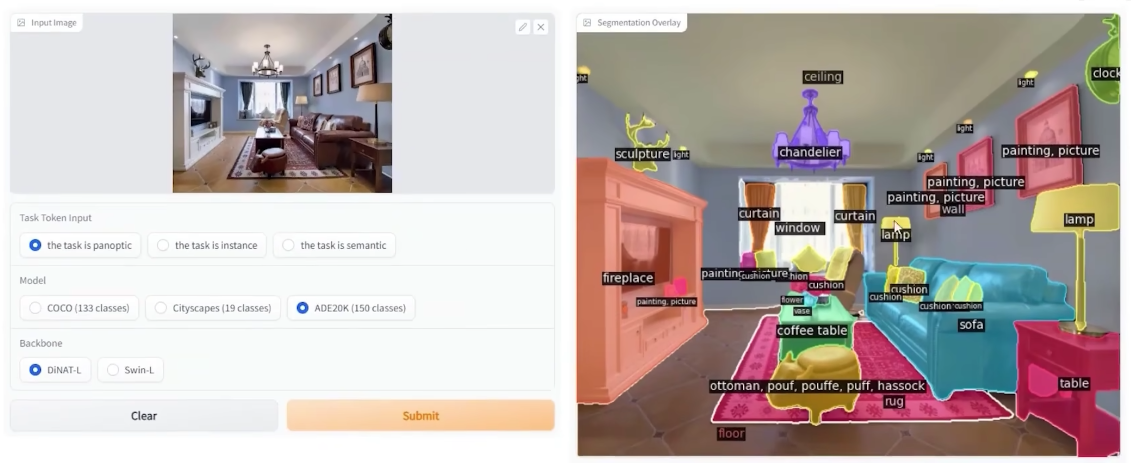 Input Image
Task Token Input
the task is panoptic
the task is instance
the task is semantic
Model
COCO (133 classes)
Cityscapes (19 classes)
ADE20K (150 classes)
Backbone
DiNAT-L
Swin-L
Clear
Submit
Segmentation Overlay
ght
ceiling
light
clock
light
sculpture
light
chandelier
light
painting, picture
painting, picture
painting, picture
wall
curtain
curtain
window
lamp
lamp
fireplace
painting, picture
cushion
hion
cushion
cushion
cushion
cushion
cushion
painting, picture
flower
vase
coffee table
sofa
ottoman, pouf, pouffe, puff, hassock
rug
table
floor